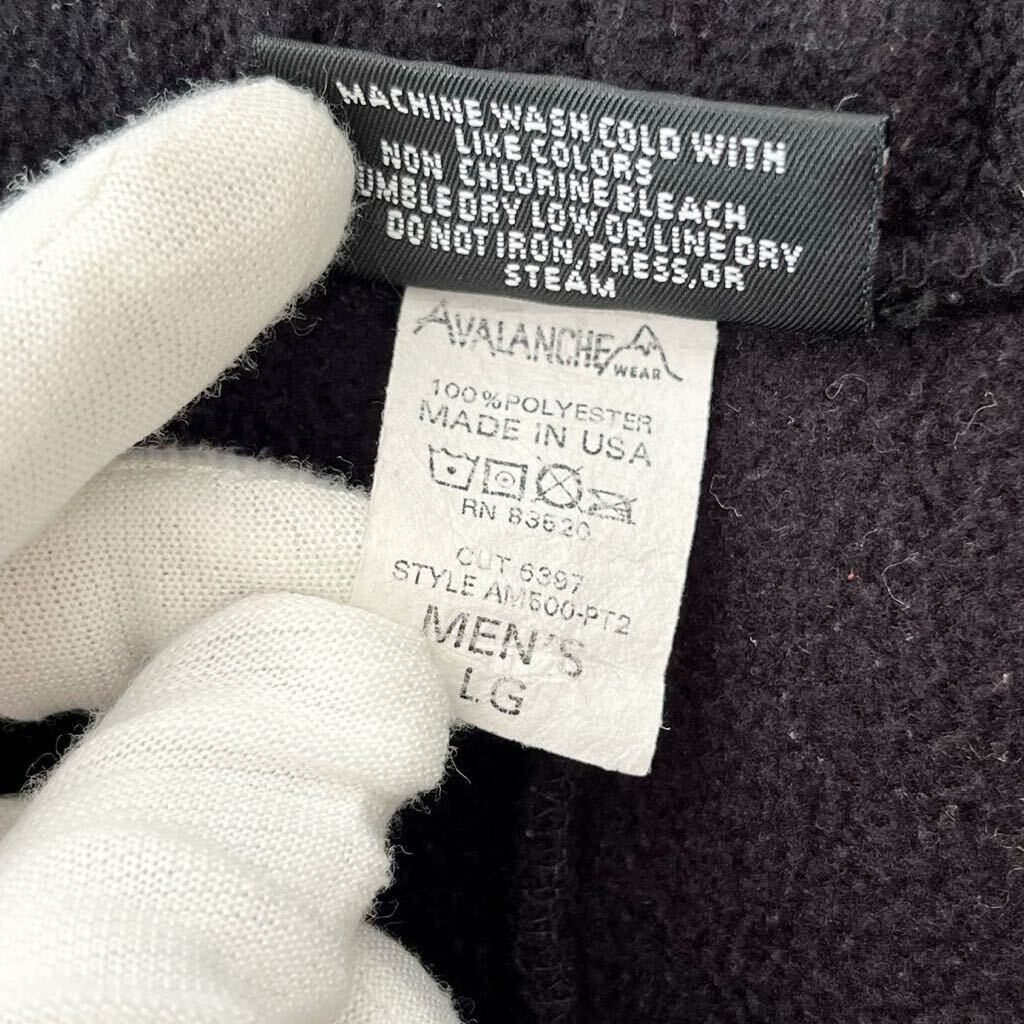 MACHINE WASH COLD WITH
LIKE COLORS
NON CHLORINE BLEACH
UMBLE DRY LOW OR LINE DRY
DO NOT IRON, PRESS, OR
STEAM
AVALANCHE
WEAR
100% POLYESTER
MADE IN USA
RN 83620
CUT 6397
STYLE AM500-PT2
MEN'S
LG